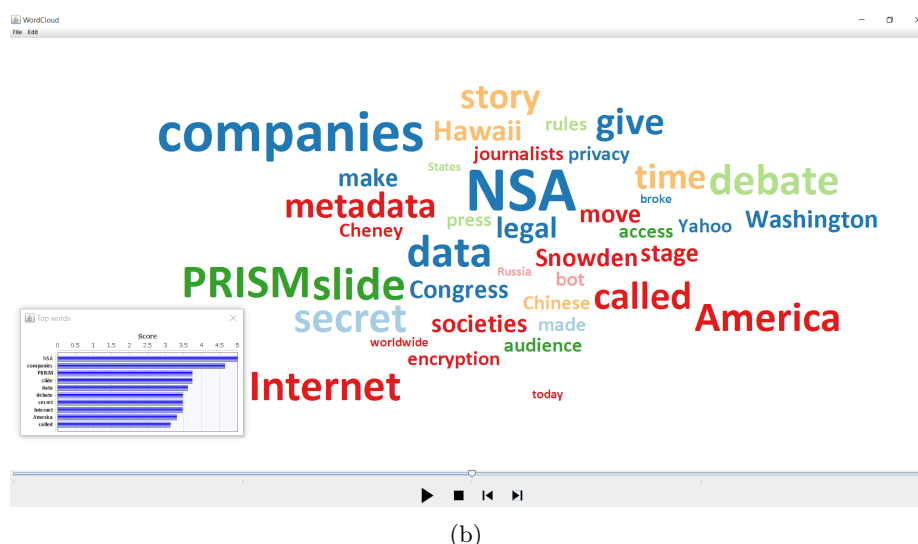 WordCloud
File Edit
story
companies Hawaii rules give
journalists privacy
States
make NSA time debate
broke
metadata move
press legal access Yahoo Washington
Cheney
data Snowden stage
Russia
PRISM slide Congress bot
Chinese called
secret societies made America
worldwide audience
encryption
Internet
today
Top words
Score
0 0.5 1 1.5 2 2.5 3 3.5 4 4.5 5
NSA
companies
PRISM
slide
data
debate
secret
Internet
America
called
(b)